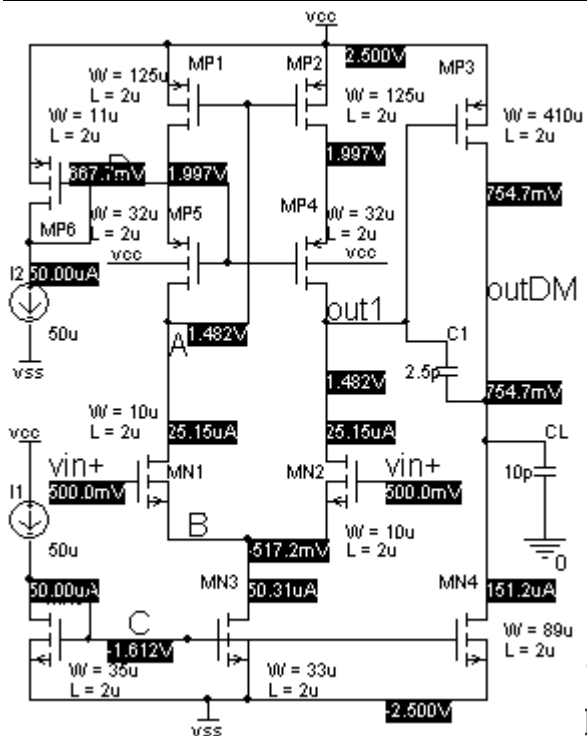 vcc
2.500V
MP1
MP2
MP3
W = 125u
L = 2u
W = 125u
L = 2u
W = 410u
L = 2u
W = 11u
L = 2u
667.7mV
1.997V
1.997V
754.7mV
MP6
W = 32u
L = 2u
MP5
MP4
W = 32u
L = 2u
vcc
vcc
I2
50.00uA
50u
vss
A
1.482V
out1
outDM
C1
2.5p
1.482V
754.7mV
W = 10u
L = 2u
25.15uA
25.15uA
CL
10p
0
vcc
vin+
500.0mV
MN1
MN2
vin+
500.0mV
I1
50u
B
-517.2mV
W = 10u
L = 2u
50.00uA
MN3
50.31uA
MN4
151.2uA
C
-1.612V
W = 35u
L = 2u
W = 33u
L = 2u
W = 89u
L = 2u
vss
-2.500V